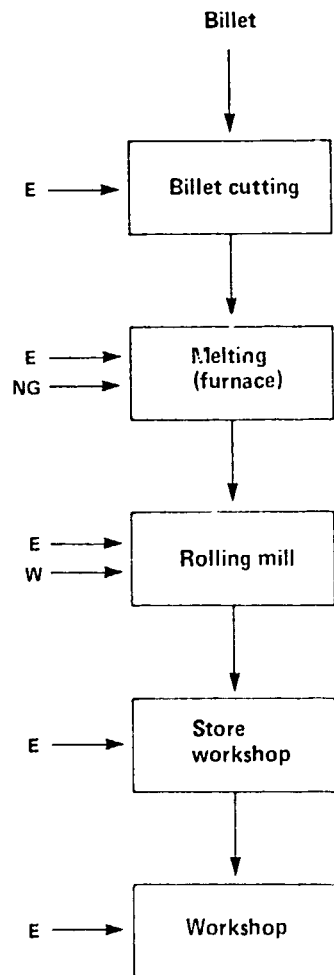 Billet
E
Billet cutting
E
NG
Melting
(furnace)
E
W
Rolling mill
E
Store
workshop
E
Workshop